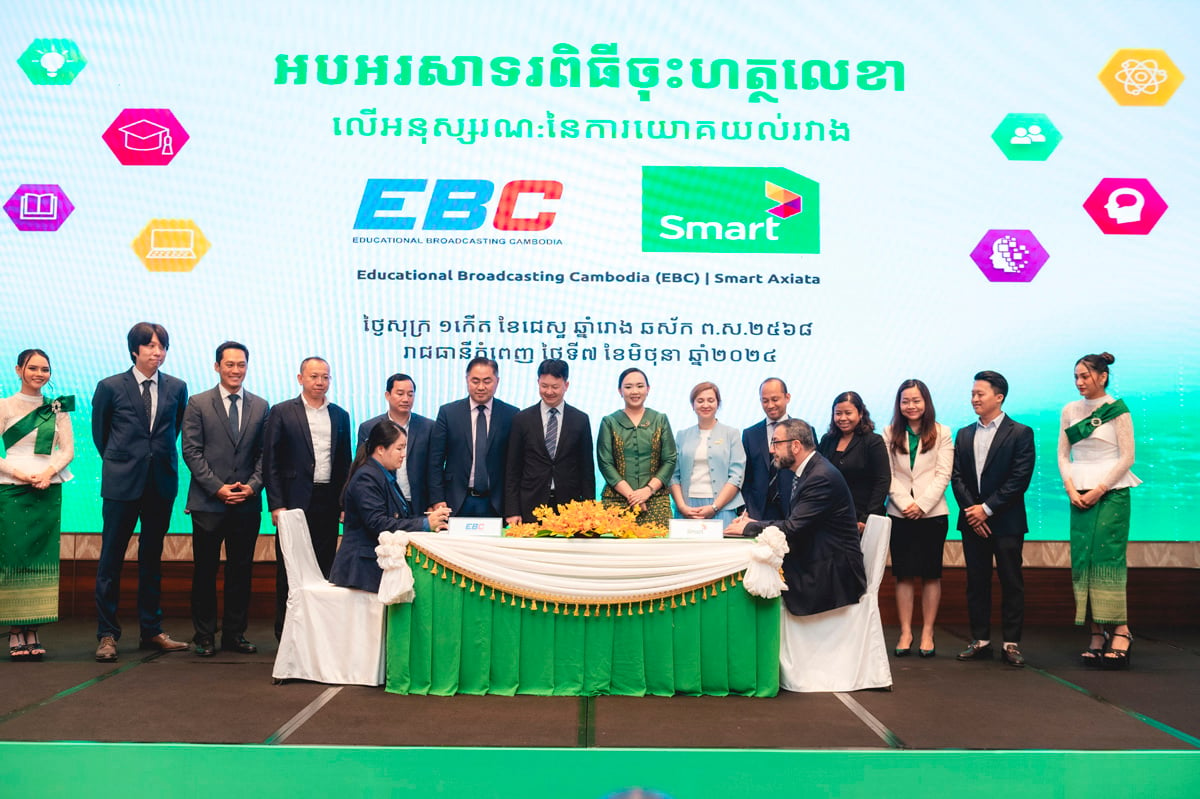 អបអរសាទរពិធីចុះហត្ថលេខា
លើអនុស្សរណៈនៃការយោគយល់រវាង
EBC
EDUCATIONAL BROADCASTING CAMBODIA
Smart
Educational Broadcasting Cambodia (EBC) | Smart Axiata
ថ្ងៃសុក្រ ១កើត ខែជេស្ឋ ឆ្នាំរោង ឆស័ក ព.ស.២៥៦៨
រាជធានីភ្នំពេញ ថ្ងៃទី៧ ខែមិថុនា ឆ្នាំ២០២៤
EBC
Smart